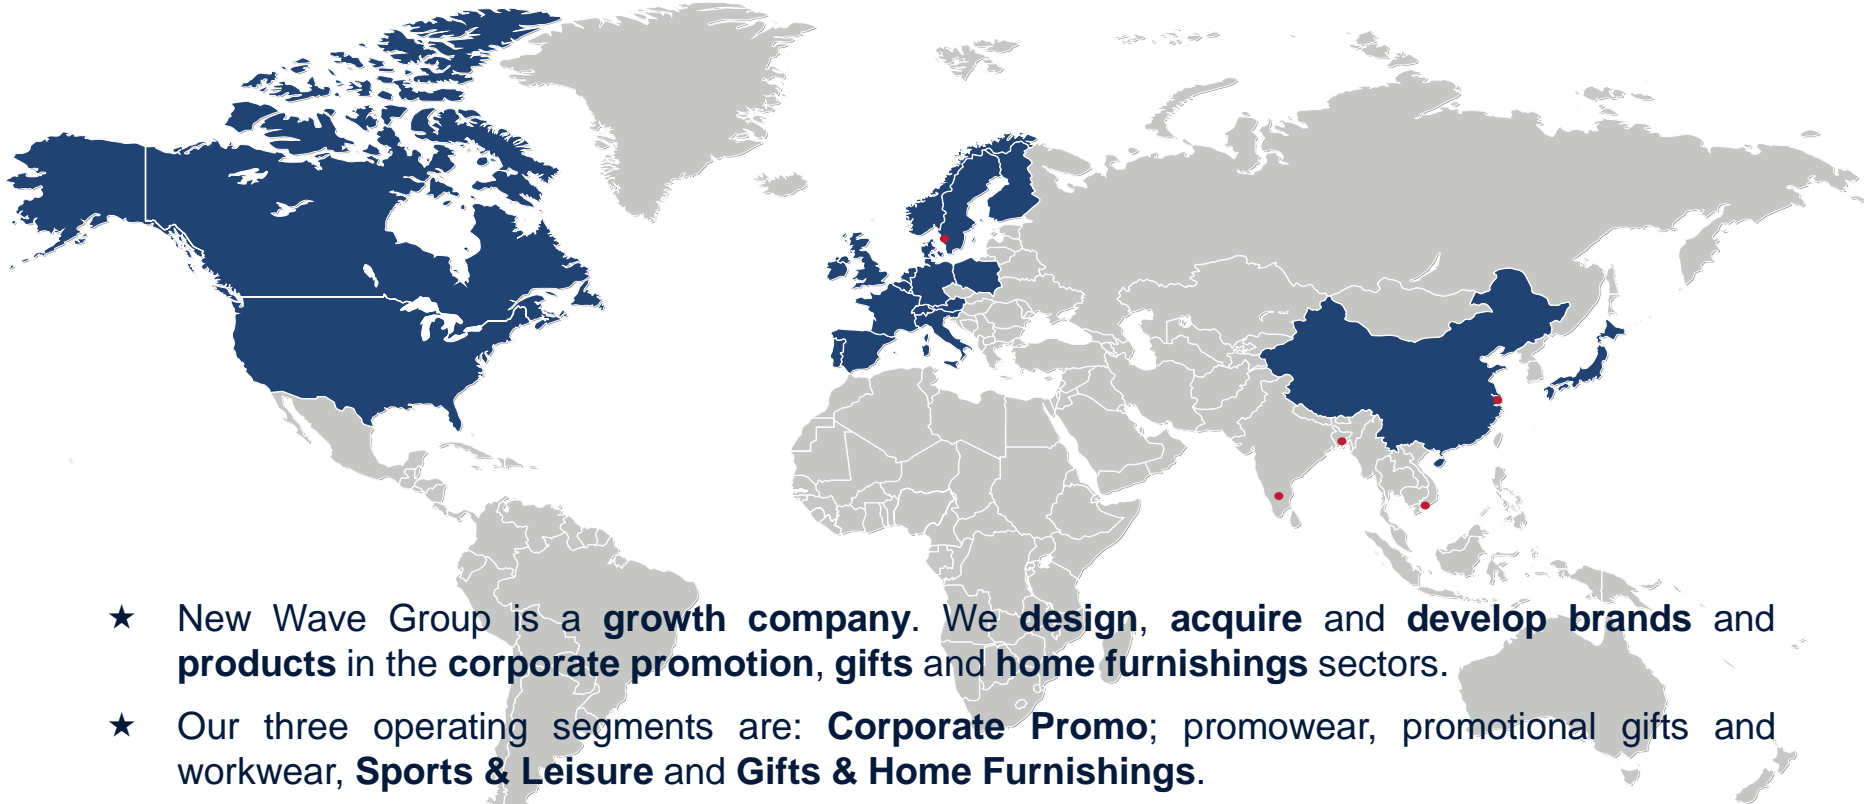 ★ New Wave Group is a growth company. We design, acquire and develop brands and
products in the corporate promotion, gifts and home furnishings sectors.
★ Our three operating segments are: Corporate Promo; promowear, promotional gifts and
workwear, Sports & Leisure and Gifts & Home Furnishings.